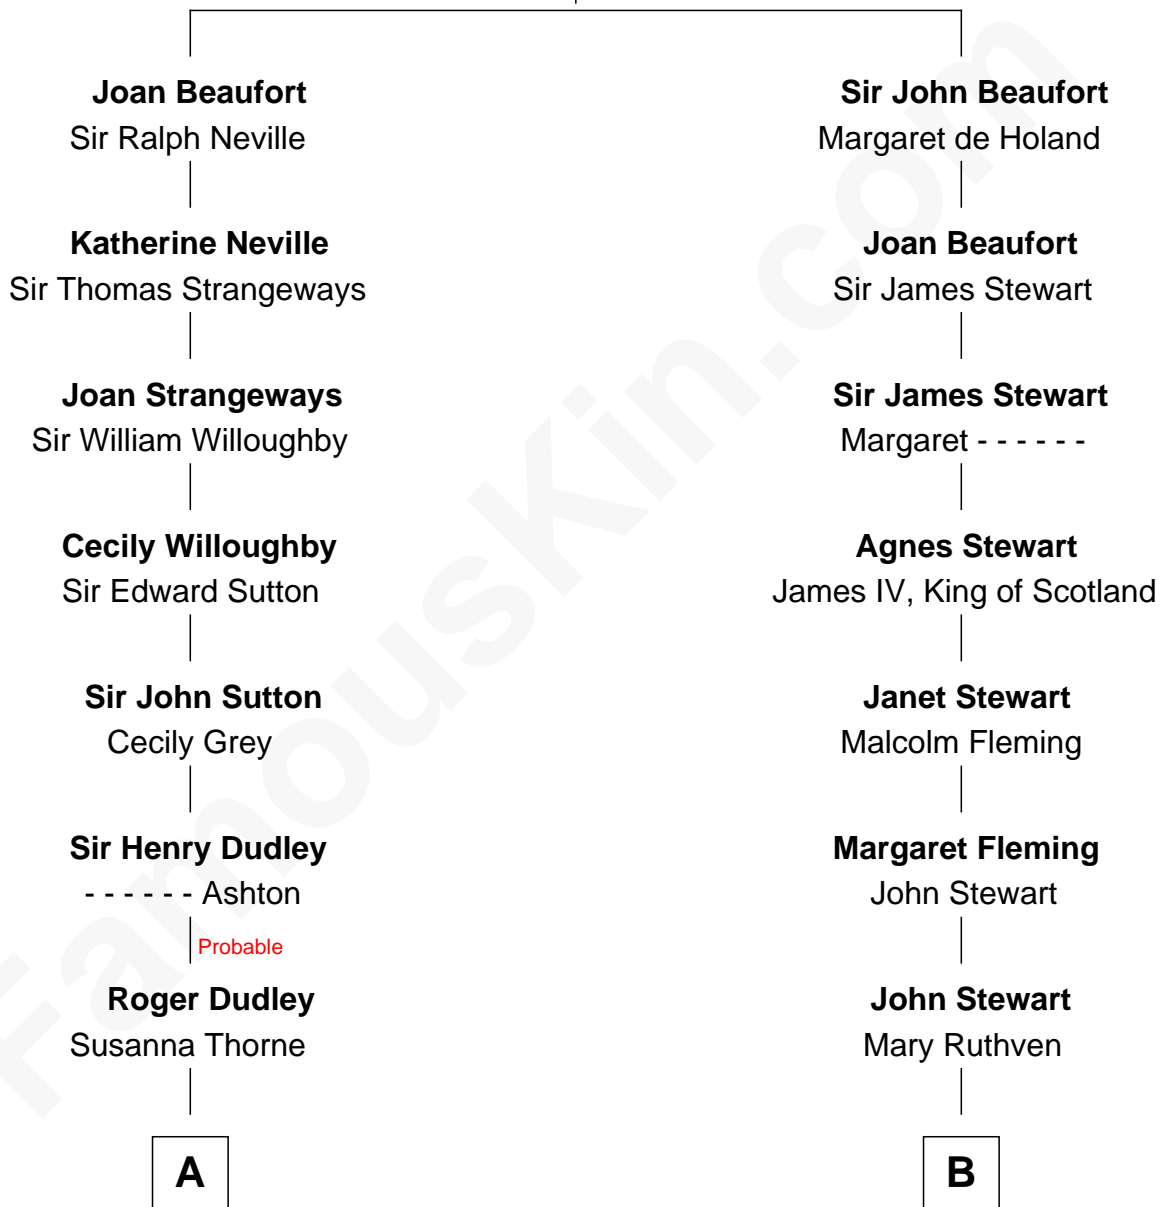 Joan Beaufort
Sir Ralph Neville
Katherine Neville
Sir Thomas Strangeways
Joan Strangeways
Sir William Willoughby
Cecily Willoughby
Sir Edward Sutton
Sir John Sutton
Cecily Grey
Sir Henry Dudley
- - - - - - Ashton
Probable
Roger Dudley
Susanna Thorne
A
Sir John Beaufort
Margaret de Holand
Joan Beaufort
Sir James Stewart
Sir James Stewart
Margaret - - - - - -
Agnes Stewart
James IV, King of Scotland
Janet Stewart
Malcolm Fleming
Margaret Fleming
John Stewart
John Stewart
Mary Ruthven
B
FamousKin.com